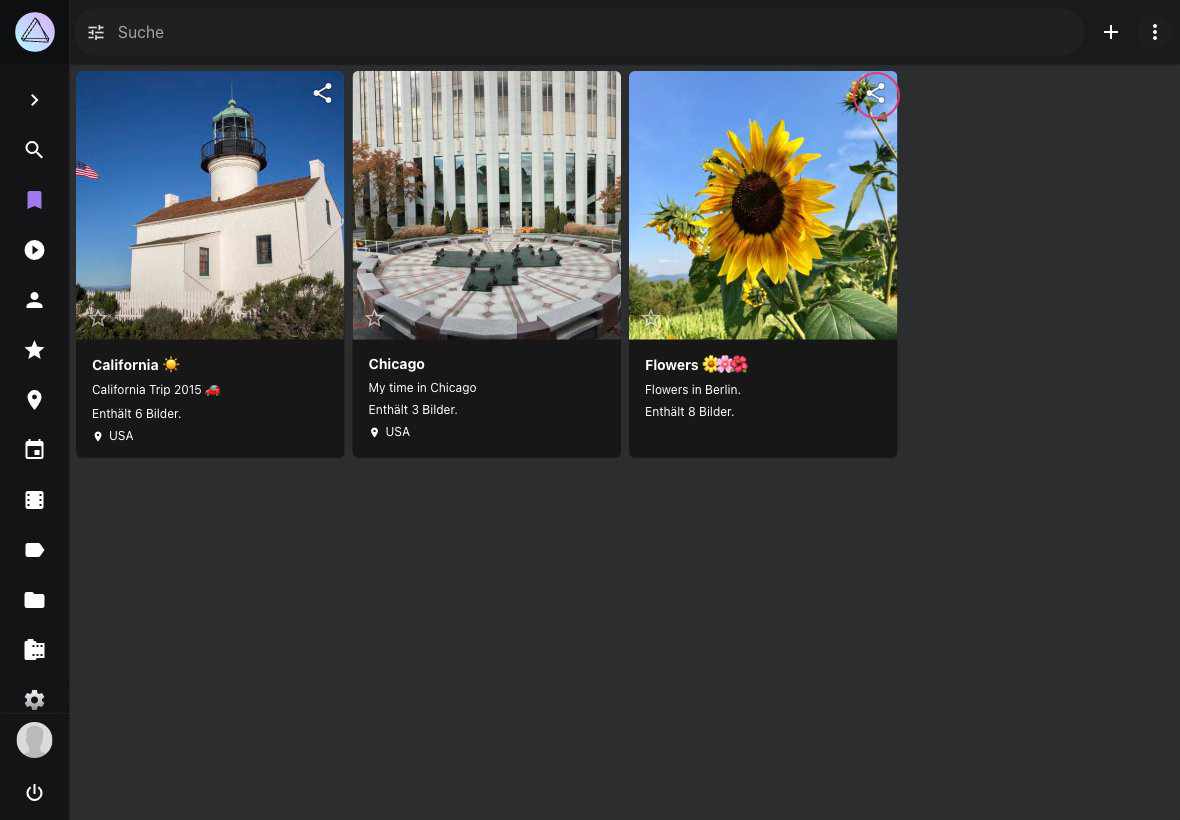 Suche
California ☀️
California Trip 2015 🚗
Enthält 6 Bilder.
USA
Chicago
My time in Chicago
Enthält 3 Bilder.
USA
Flowers 🌼🌸🌺
Flowers in Berlin.
Enthält 8 Bilder.